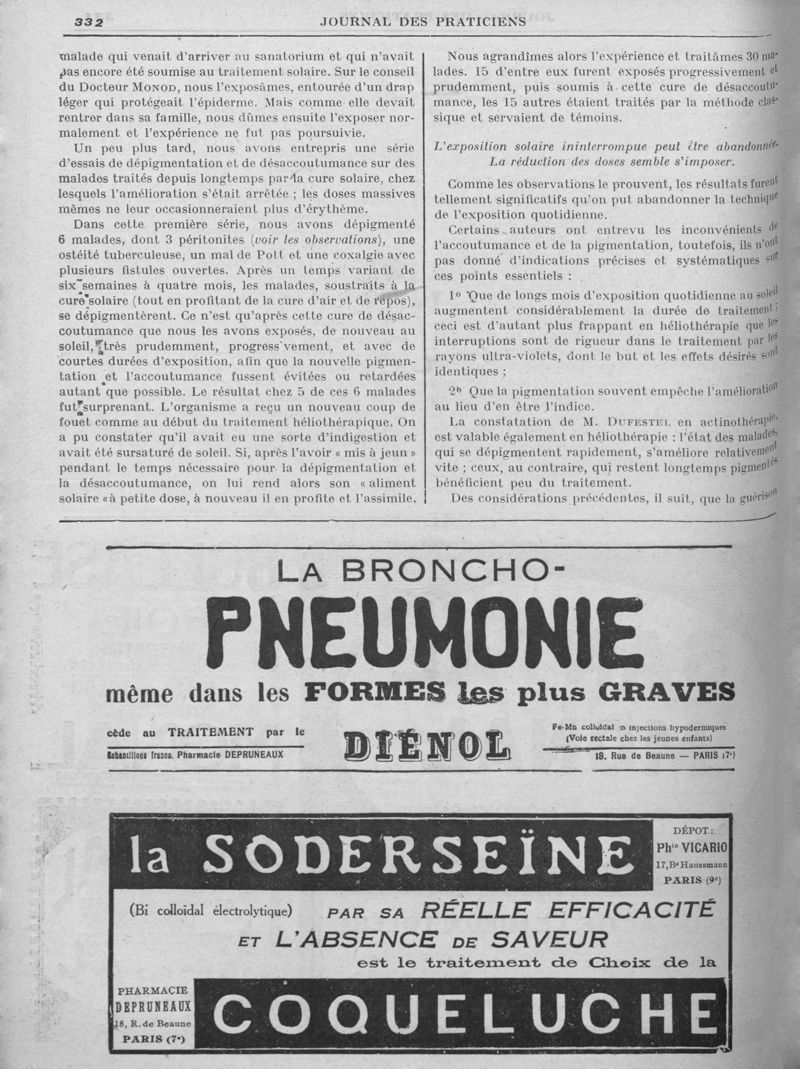 332
JOURNAL DES PRATICIENS
malade qui venait d'arriver au sanatorium et qui n'avait
pas encore été soumise au traitement solaire. Sur le conseil
du Docteur MONOD, nous l'exposâmes, entourée d'un drap
léger qui protégeait l'épiderme. Mais comme elle devait
rentrer dans sa famille, nous dûmes ensuite l'exposer nor-
malement et l'expérience ne fut pas poursuivie.
Un peu plus tard, nous avons entrepris une série
d'essais de dépigmentation et de désaccoutumance sur des
malades traités depuis longtemps par la cure solaire, chez
lesquels l'amélioration s'était arrêtée ; les doses massives
mêmes ne leur occasionneraient plus d'érythème.
Dans cette première série, nous avons dépigmenté
6 malades, dont 3 péritonites (voir les observations), une
ostéité tuberculeuse, un mal de Pott et une coxalgie avec
plusieurs fistules ouvertes. Après un temps variant de
six semaines à quatre mois, les malades, soustraits à la
cure solaire (tout en profitant de la cure d'air et de repos),
se dépigmentèrent. Ce n'est qu'après cette cure de désac-
coutumance que nous les avons exposés, de nouveau au
soleil, très prudemment, progressivement, et avec de
courtes durées d'exposition, afin que la nouvelle pigmen-
tation et l'accoutumance fussent évitées ou retardées
autant que possible. Le résultat chez 5 de ces 6 malades
fut surprenant. L'organisme a reçu un nouveau coup de
fouet comme au début du traitement héliothérapique. On
a pu constater qu'il avait eu une sorte d'indigestion et
avait été sursaturé de soleil. Si, après l'avoir « mis à jeun »
pendant le temps nécessaire pour la dépigmentation et
la désaccoutumance, on lui rend alors son « aliment
solaire « à petite dose, à nouveau il en profite et l'assimile.
Nous agrandîmes alors l'expérience et traitâmes 30 ma-
lades. 15 d'entre eux furent exposés progressivement et
prudemment, puis soumis à cette cure de désaccoutu-
mance, les 15 autres étaient traités par la méthode clas-
sique et servaient de témoins.
L'exposition solaire ininterrompue peut être abandonnée.
La réduction des doses semble s'imposer.
Comme les observations le prouvent, les résultats furent
tellement significatifs qu'on put abandonner la technique
de l'exposition quotidienne.
Certains auteurs ont entrevu les inconvénients de
l'accoutumance et de la pigmentation, toutefois, ils n'ont
pas donné d'indications précises et systématiques sur
ces points essentiels :
1º Que de longs mois d'exposition quotidienne au soleil
augmentent considérablement la durée de traitement ;
ceci est d'autant plus frappant en héliothérapie que les
interruptions sont de rigueur dans le traitement par les
rayons ultra-violets, dont le but et les effets désirés sont
identiques ;
2º Que la pigmentation souvent empêche l'amélioration
au lieu d'en être l'indice.
La constatation de M. DUFESTEL en actinothérapie,
est valable également en héliothérapie : l'état des malades,
qui se dépigmentent rapidement, s'améliore relativement
vite ; ceux, au contraire, qui restent longtemps pigmentés
bénéficient peu du traitement.
Des considérations précédentes, il suit, que la guérison
LA BRONCHO-
PNEUMONIE
même dans les FORMES les plus GRAVES
cède au TRAITEMENT par le
DIÉNOL
Fe-Mn colluïdal en injections hypodermiques
(Voie rectale chez les jeunes enfants)
Echantillons franco. Pharmacie DEPRUNEAUX
18, Rue de Beaune — PARIS (7e)
la SODERSEÏNE
DÉPOT :
Phie VICARIO
17, Bd Haussmann
PARIS (9e)
(Bi colloïdal électrolytique) PAR SA RÉELLE EFFICACITÉ
ET L'ABSENCE DE SAVEUR
est le traitement de Choix de la
PHARMACIE
DEPRUNEAUX
18, R. de Beaune
PARIS (7e)
COQUELUCHE